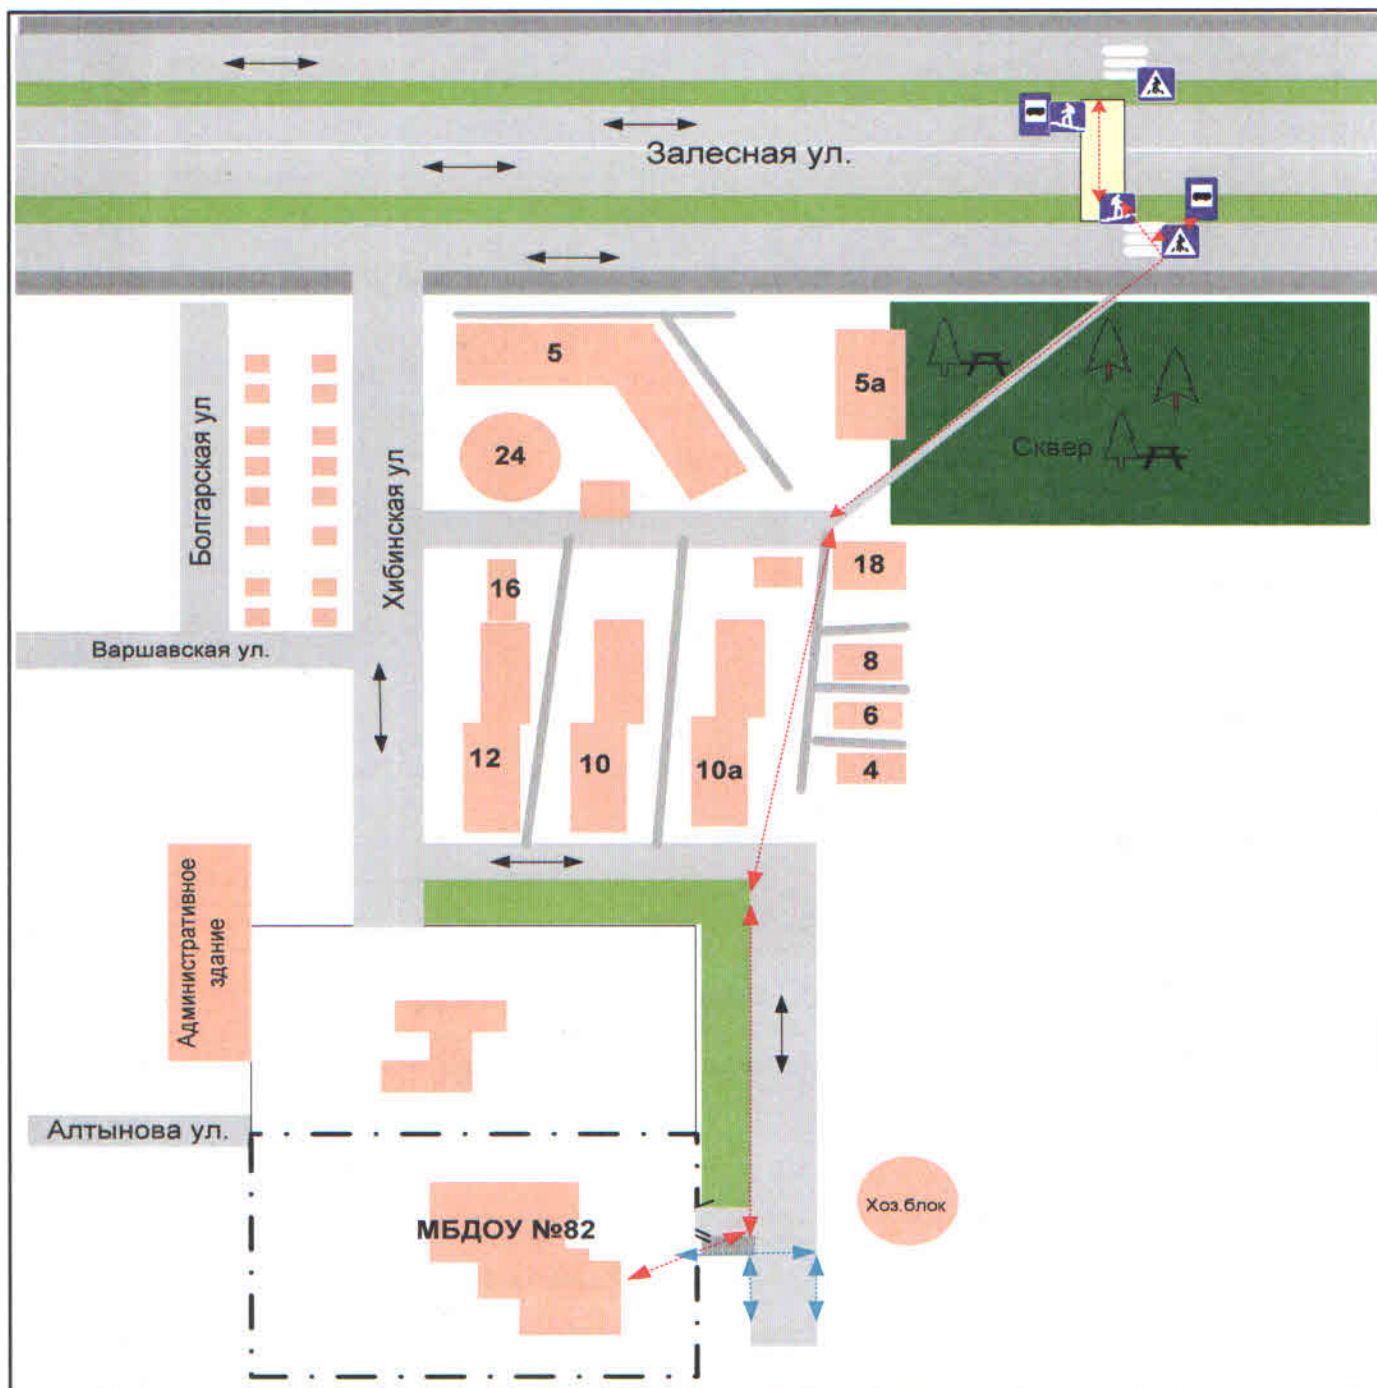 Залесная ул.
5
5а
24
Сквер
Болгарская ул
Хибинская ул
16
18
Варшавская ул.
8
6
12
10
10а
4
Административное
здание
Алтынова ул.
Хоз.блок
МБДОУ №82